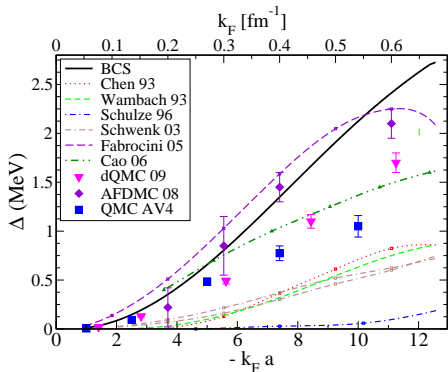 k_F [fm^-1]
0 0.1 0.2 0.3 0.4 0.5 0.6
2.5
2
1.5
1
0.5
0
Δ (MeV)
BCS
Chen 93
Wambach 93
Schulze 96
Schwenk 03
Fabrocini 05
Cao 06
dQMC 09
AFDMC 08
QMC AV4
0 2 4 6 8 10 12
- k_F a